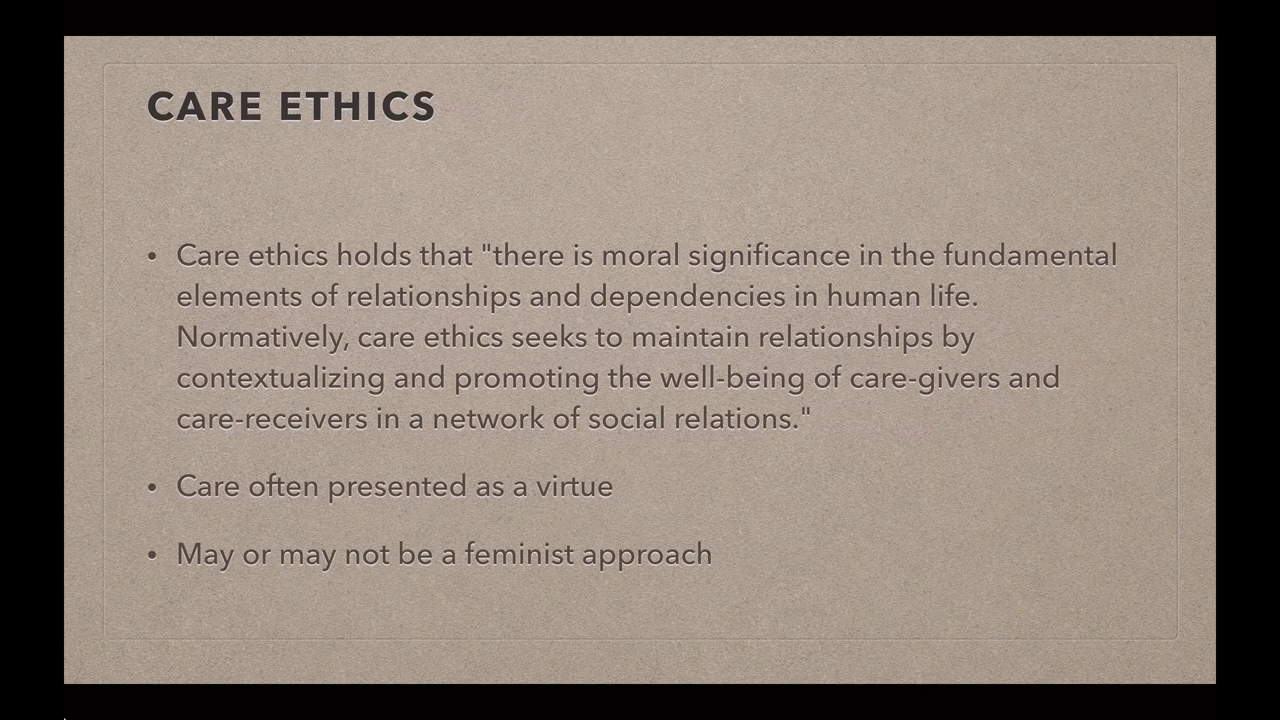 CARE ETHICS
• Care ethics holds that "there is moral significance in the fundamental
elements of relationships and dependencies in human life.
Normatively, care ethics seeks to maintain relationships by
contextualizing and promoting the well-being of care-givers and
care-receivers in a network of social relations."
• Care often presented as a virtue
• May or may not be a feminist approach